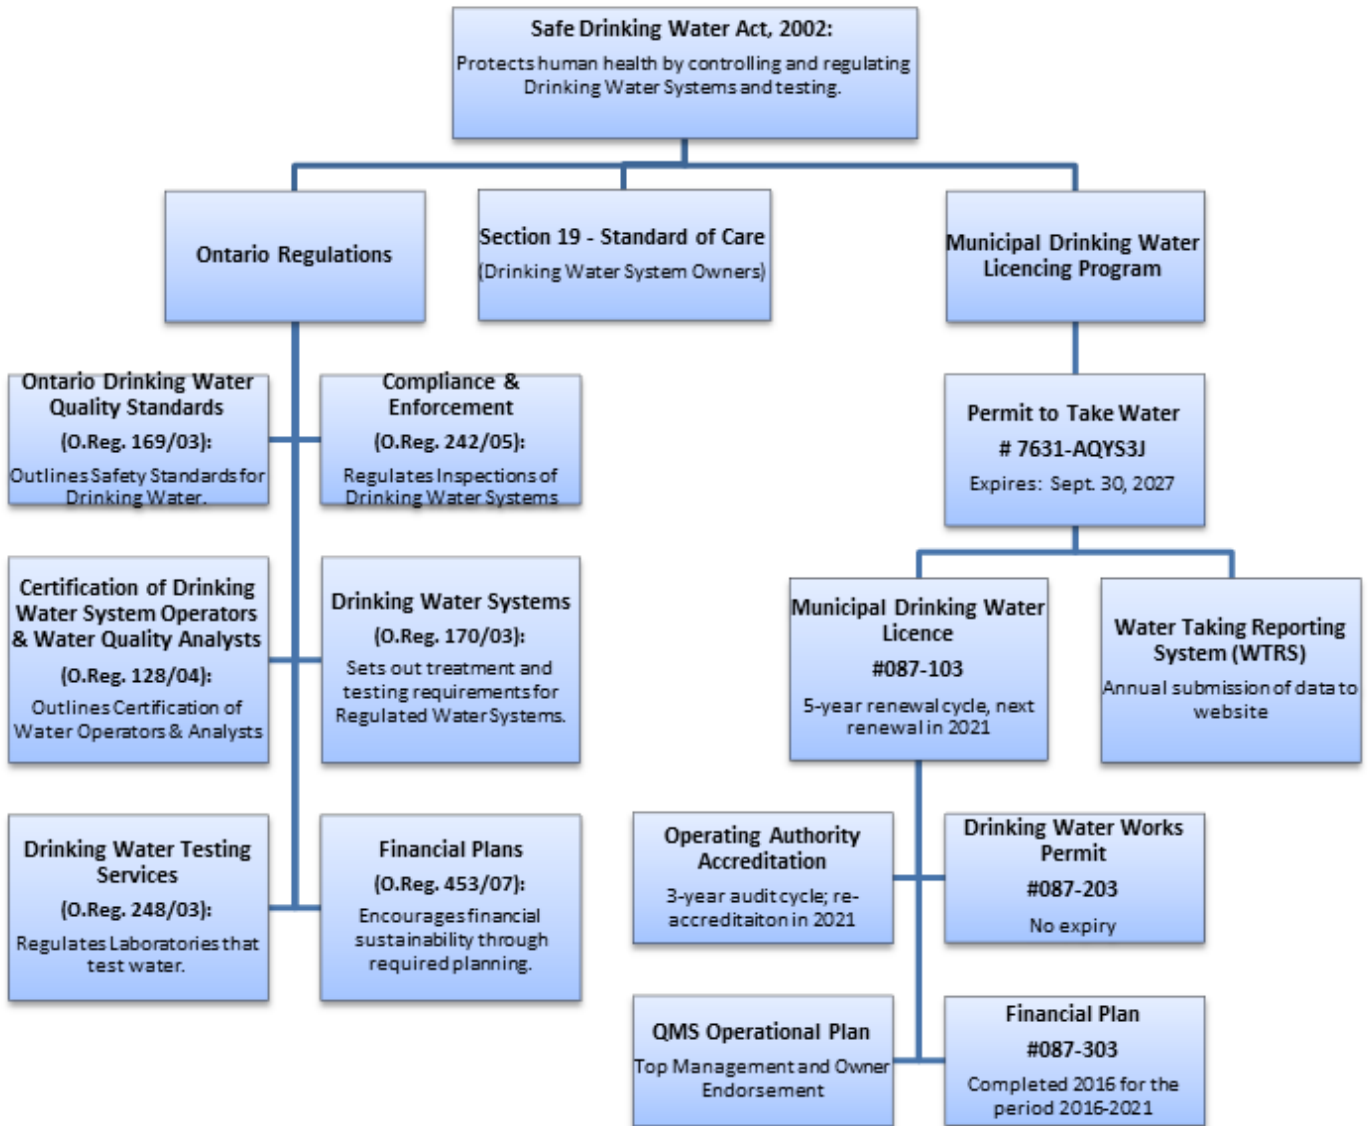 Safe Drinking Water Act, 2002:
Protects human health by controlling and regulating
Drinking Water Systems and testing.
Ontario Regulations
Section 19 - Standard of Care
(Drinking Water System Owners)
Municipal Drinking Water
Licencing Program
Ontario Drinking Water
Quality Standards
(O.Reg. 169/03):
Outlines Safety Standards for
Drinking Water.
Compliance &
Enforcement
(O.Reg. 242/05):
Regulates Inspections of
Drinking Water Systems
Permit to Take Water
# 7631-AQYS3J
Expires: Sept. 30, 2027
Certification of Drinking
Water System Operators
& Water Quality Analysts
(O.Reg. 128/04):
Outlines Certification of
Water Operators & Analysts
Drinking Water Systems
(O.Reg. 170/03):
Sets out treatment and
testing requirements for
Regulated Water Systems.
Municipal Drinking Water
Licence
#087-103
5-year renewal cycle, next
renewal in 2021
Water Taking Reporting
System (WTRS)
Annual submission of data to
website
Drinking Water Testing
Services
(O.Reg. 248/03):
Regulates Laboratories that
test water.
Financial Plans
(O.Reg. 453/07):
Encourages financial
sustainability through
required planning.
Operating Authority
Accreditation
3-year audit cycle; re-
accreditaiton in 2021
Drinking Water Works
Permit
#087-203
No expiry
QMS Operational Plan
Top Management and Owner
Endorsement
Financial Plan
#087-303
Completed 2016 for the
period 2016-2021